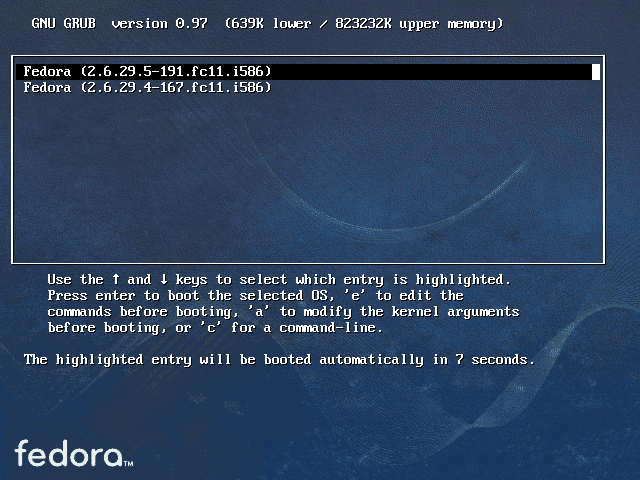 GNU GRUB  version 0.97  (639K lower / 823232K upper memory)
Fedora (2.6.29.5-191.fc11.i586)
Fedora (2.6.29.4-167.fc11.i586)
Use the ↑ and ↓ keys to select which entry is highlighted.
Press enter to boot the selected OS, 'e' to edit the
commands before booting, 'a' to modify the kernel arguments
before booting, or 'c' for a command-line.
The highlighted entry will be booted automatically in 7 seconds.
fedora™